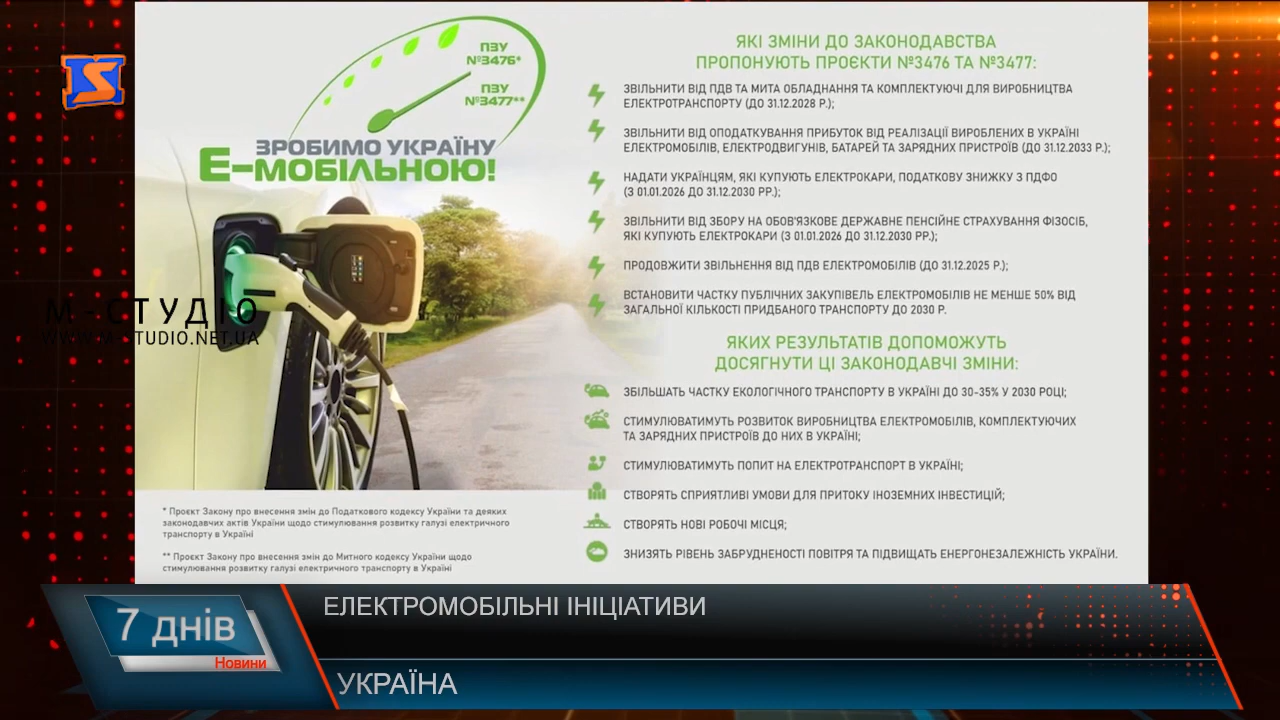 ПЗУ
№3476*
ПЗУ
№3477**
ЗРОБИМО УКРАЇНУ
Е-МОБІЛЬНОЮ!
ЯКІ ЗМІНИ ДО ЗАКОНОДАВСТВА
ПРОПОНУЮТЬ ПРОЄКТИ №3476 ТА №3477:
ЗВІЛЬНИТИ ВІД ПДВ ТА МИТА ОБЛАДНАННЯ ТА КОМПЛЕКТУЮЧІ ДЛЯ ВИРОБНИЦТВА
ЕЛЕКТРОТРАНСПОРТУ (ДО 31.12.2028 Р.);
ЗВІЛЬНИТИ ВІД ОПОДАТКУВАННЯ ПРИБУТОК ВІД РЕАЛІЗАЦІЇ ВИРОБЛЕНИХ В УКРАЇНІ
ЕЛЕКТРОМОБІЛІВ, ЕЛЕКТРОДВИГУНІВ, БАТАРЕЙ ТА ЗАРЯДНИХ ПРИСТРОЇВ (ДО 31.12.2033 Р.);
НАДАТИ УКРАЇНЦЯМ, ЯКІ КУПУЮТЬ ЕЛЕКТРОКАРИ, ПОДАТКОВУ ЗНИЖКУ З ПДФО
(З 01.01.2026 ДО 31.12.2030 РР.);
ЗВІЛЬНИТИ ВІД ЗБОРУ НА ОБОВ'ЯЗКОВЕ ДЕРЖАВНЕ ПЕНСІЙНЕ СТРАХУВАННЯ ФІЗОСІБ,
ЯКІ КУПУЮТЬ ЕЛЕКТРОКАРИ (З 01.01.2026 ДО 31.12.2030 РР.);
ПРОДОВЖИТИ ЗВІЛЬНЕННЯ ВІД ПДВ ЕЛЕКТРОМОБІЛІВ (ДО 31.12.2025 Р.);
ВСТАНОВИТИ ЧАСТКУ ПУБЛІЧНИХ ЗАКУПІВЕЛЬ ЕЛЕКТРОМОБІЛІВ НЕ МЕНШЕ 50% ВІД
ЗАГАЛЬНОЇ КІЛЬКОСТІ ПРИДБАНОГО ТРАНСПОРТУ ДО 2030 Р.
М-СТУДІО
WWW.M-STUDIO.NET.UA
ЯКИХ РЕЗУЛЬТАТІВ ДОПОМОЖУТЬ
ДОСЯГНУТИ ЦІ ЗАКОНОДАВЧІ ЗМІНИ:
ЗБІЛЬШАТЬ ЧАСТКУ ЕКОЛОГІЧНОГО ТРАНСПОРТУ В УКРАЇНІ ДО 30-35% У 2030 РОЦІ;
СТИМУЛЮВАТИМУТЬ РОЗВИТОК ВИРОБНИЦТВА ЕЛЕКТРОМОБІЛІВ, КОМПЛЕКТУЮЧИХ
ТА ЗАРЯДНИХ ПРИСТРОЇВ ДО НИХ В УКРАЇНІ;
СТИМУЛЮВАТИМУТЬ ПОПИТ НА ЕЛЕКТРОТРАНСПОРТ В УКРАЇНІ;
СТВОРЯТЬ СПРИЯТЛИВІ УМОВИ ДЛЯ ПРИТОКУ ІНОЗЕМНИХ ІНВЕСТИЦІЙ;
СТВОРЯТЬ НОВІ РОБОЧІ МІСЦЯ;
ЗНИЗЯТЬ РІВЕНЬ ЗАБРУДНЕНОСТІ ПОВІТРЯ ТА ПІДВИЩАТЬ ЕНЕРГОНЕЗАЛЕЖНІСТЬ УКРАЇНИ.
* Проєкт Закону про внесення змін до Податкового кодексу України та деяких
законодавчих актів України щодо стимулювання розвитку галузі електричного
транспорту в Україні
** Проєкт Закону про внесення змін до Митного кодексу України щодо
стимулювання розвитку галузі електричного транспорту в Україні
7 днів
Новини
ЕЛЕКТРОМОБІЛЬНІ ІНІЦІАТИВИ
УКРАЇНА